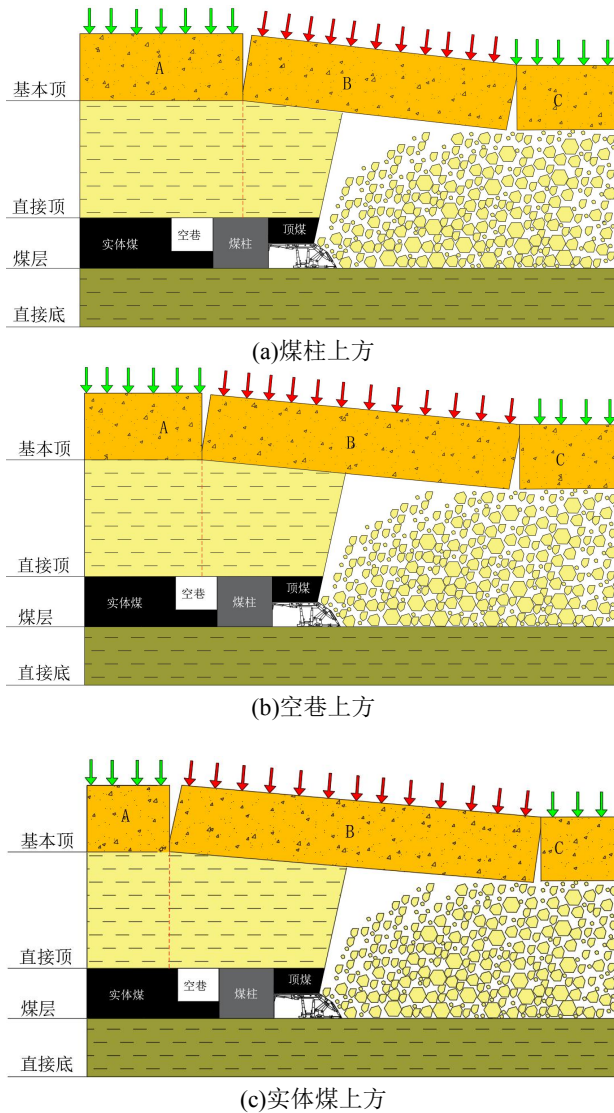 A
B
C
基本顶
直接顶
实体煤
空巷
煤柱
顶煤
煤层
直接底
(a)煤柱上方
A
B
C
基本顶
直接顶
实体煤
空巷
煤柱
顶煤
煤层
直接底
(b)空巷上方
A
B
C
基本顶
直接顶
实体煤
空巷
煤柱
顶煤
煤层
直接底
(c)实体煤上方